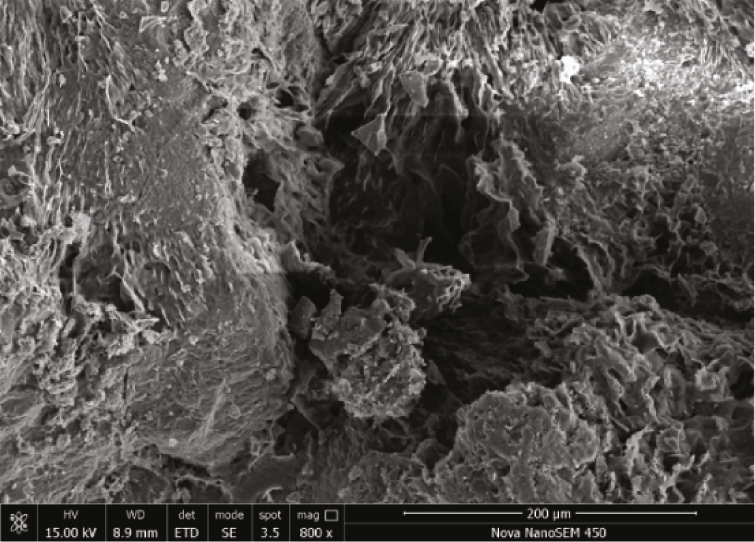 HV WD det mode spot mag 200 µm
15.00 kV 8.9 mm ETD SE 3.5 800 x Nova NanoSEM 450